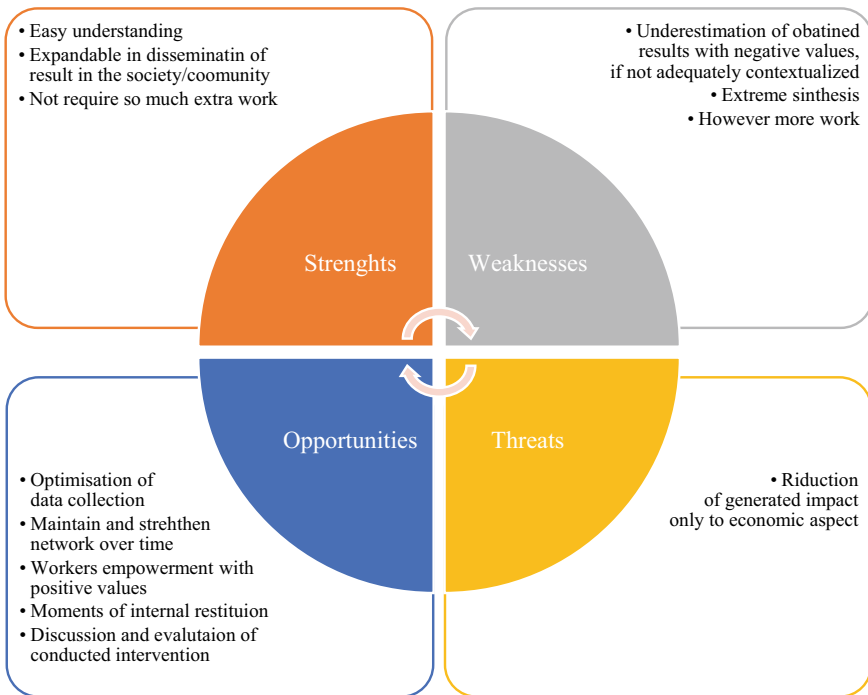 • Easy understanding
• Expandable in disseminatin of
result in the society/coomunity
• Not require so much extra work
• Underestimation of obatined
results with negative values,
if not adequately contextualized
• Extreme sinthesis
• However more work
Strenghts
Weaknesses
Opportunities
Threats
• Optimisation of
data collection
• Maintain and strehthen
network over time
• Workers empowerment with
positive values
• Moments of internal restituion
• Discussion and evalutaion of
conducted intervention
• Riduction
of generated impact
only to economic aspect